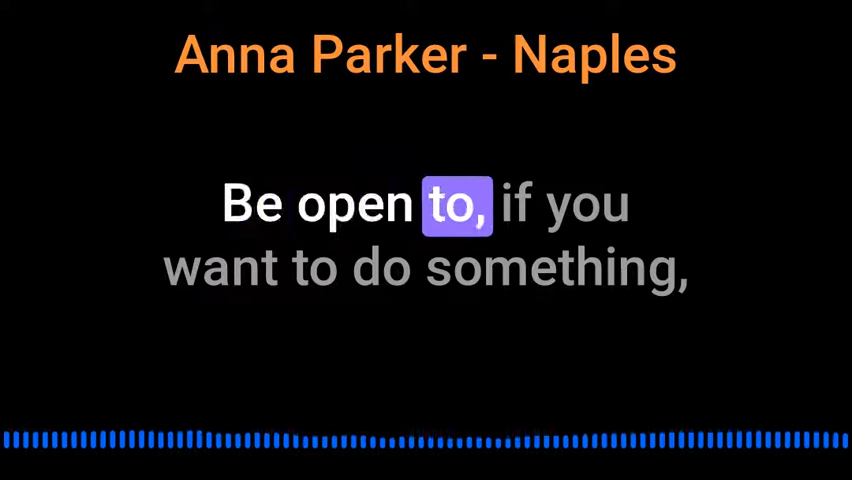 Anna Parker - Naples
Be open to, if you
want to do something,